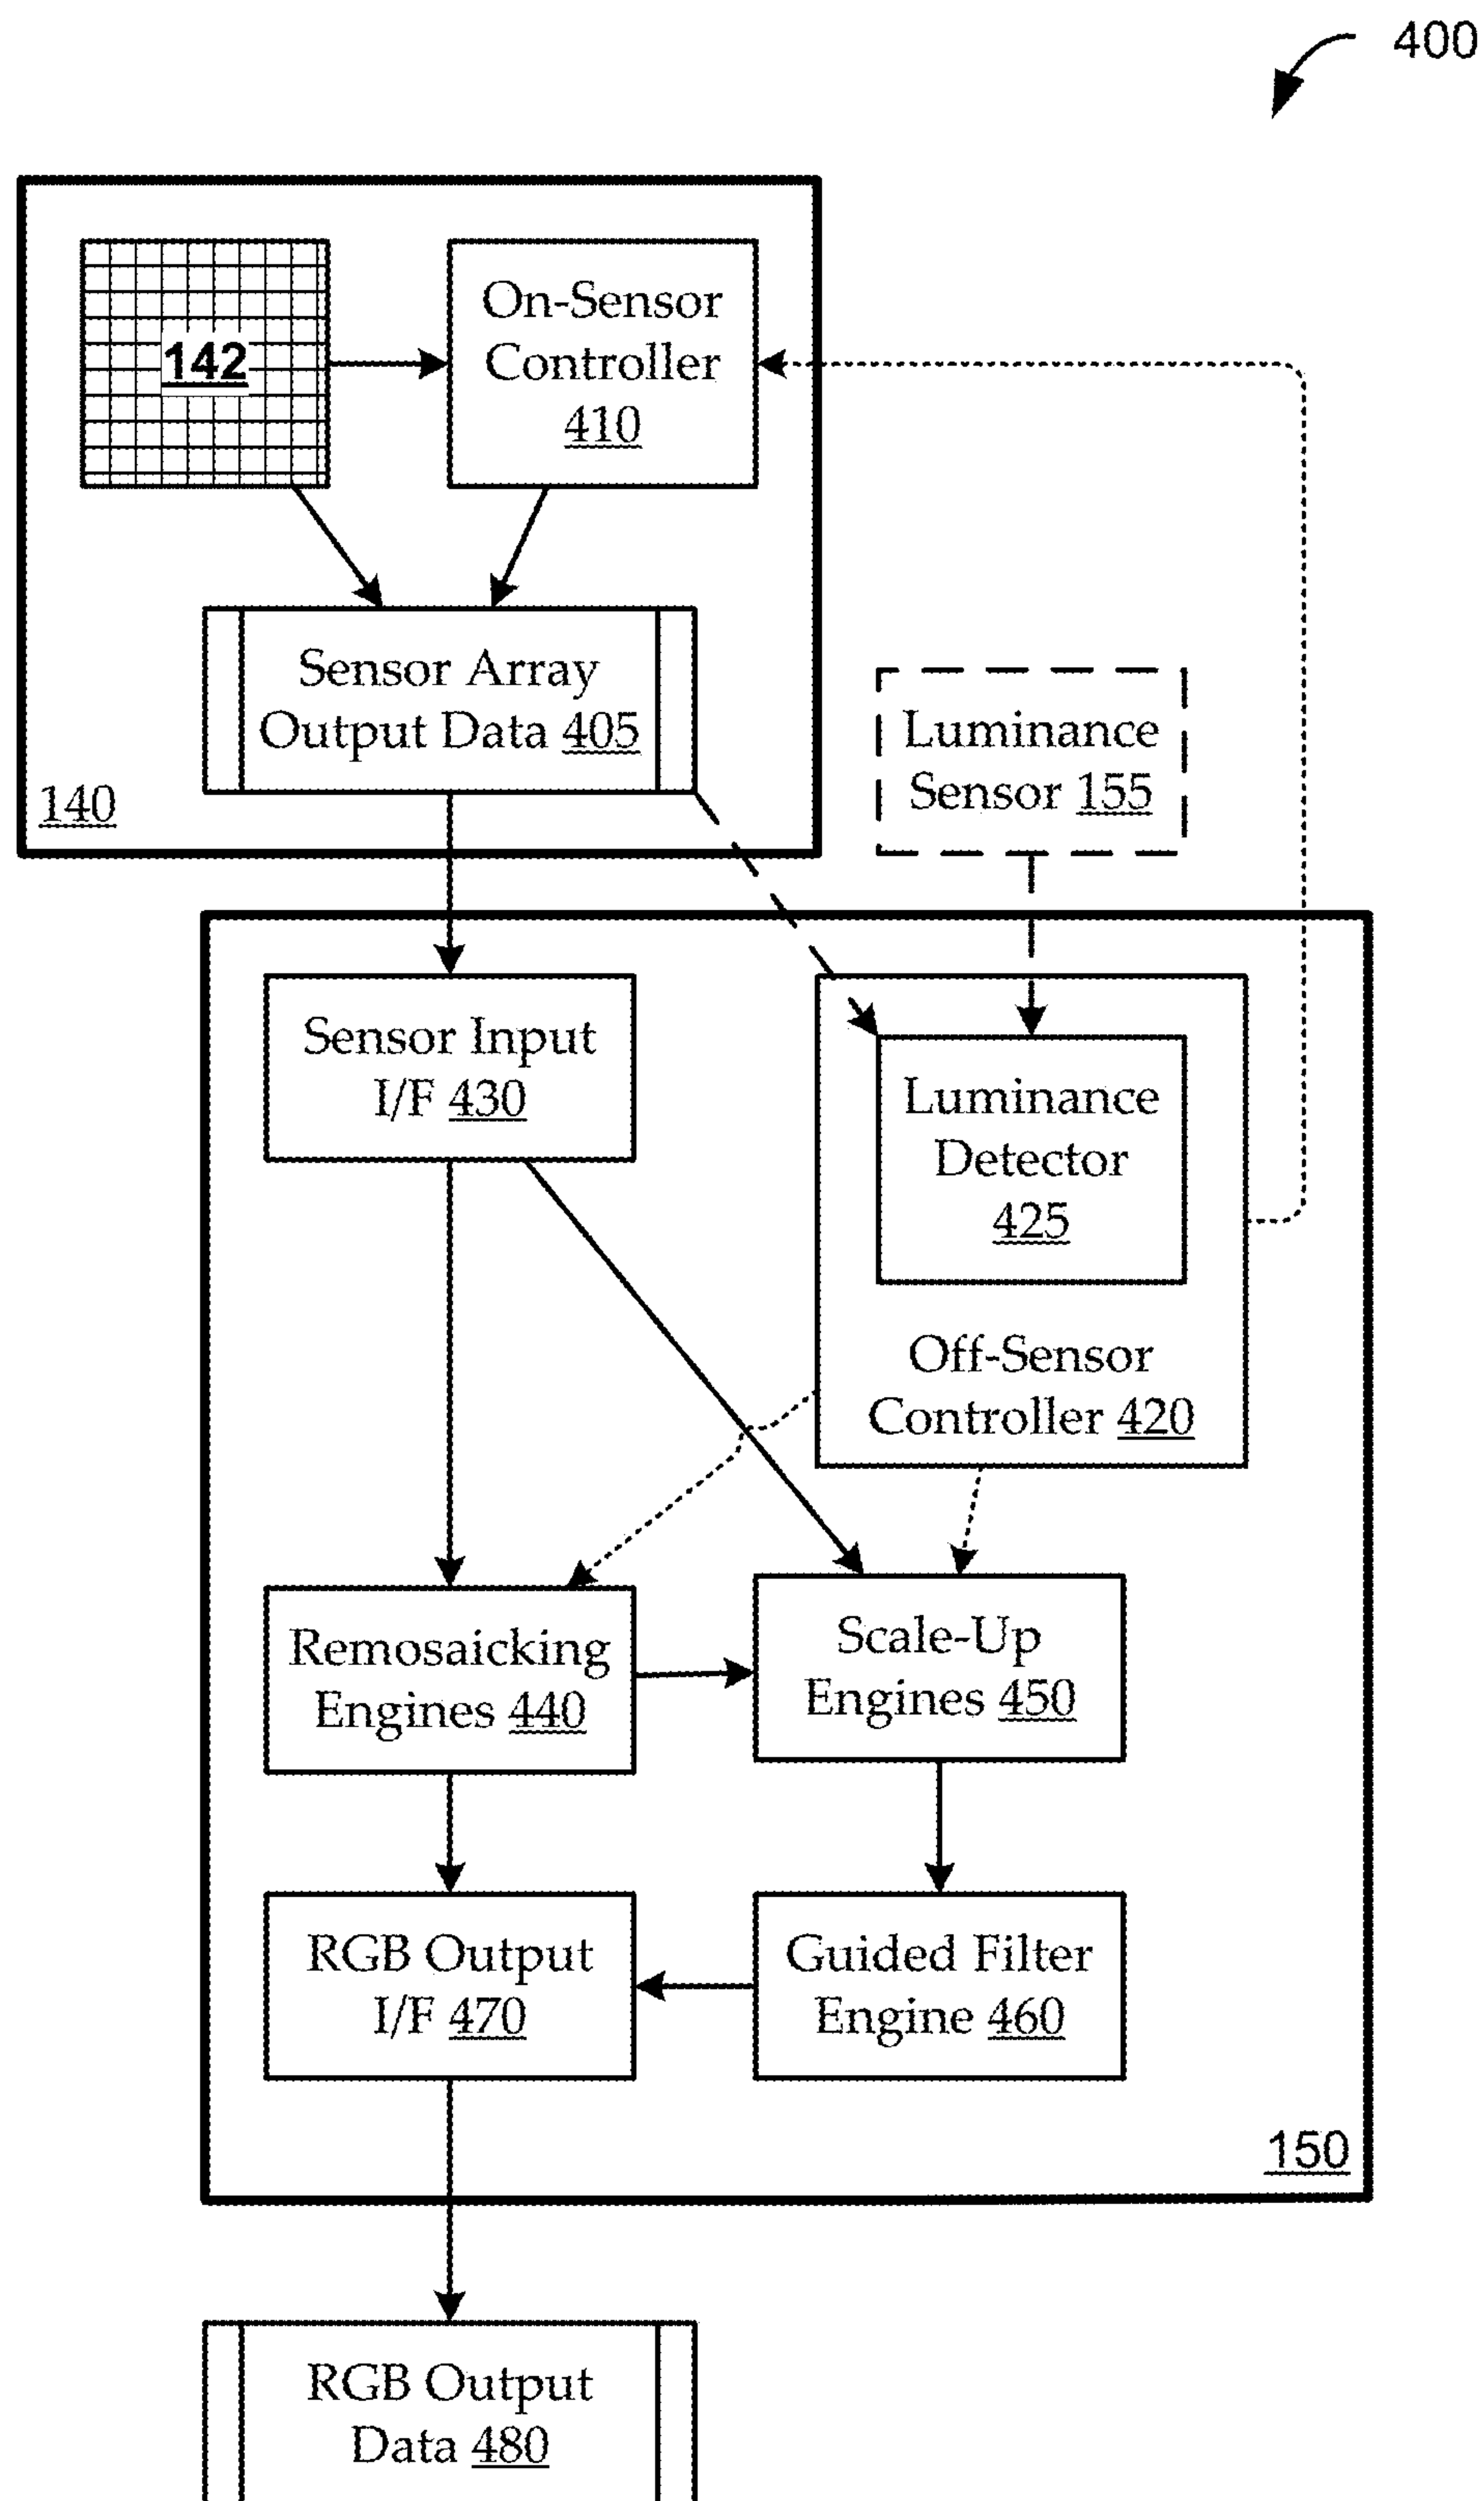 400
142
On-Sensor
Controller
410
Sensor Array
Output Data 405
140
Luminance
Sensor 155
Sensor Input
I/F 430
Luminance
Detector
425
Off-Sensor
Controller 420
Remosaicking
Engines 440
Scale-Up
Engines 450
RGB Output
I/F 470
Guided Filter
Engine 460
150
RGB Output
Data 480